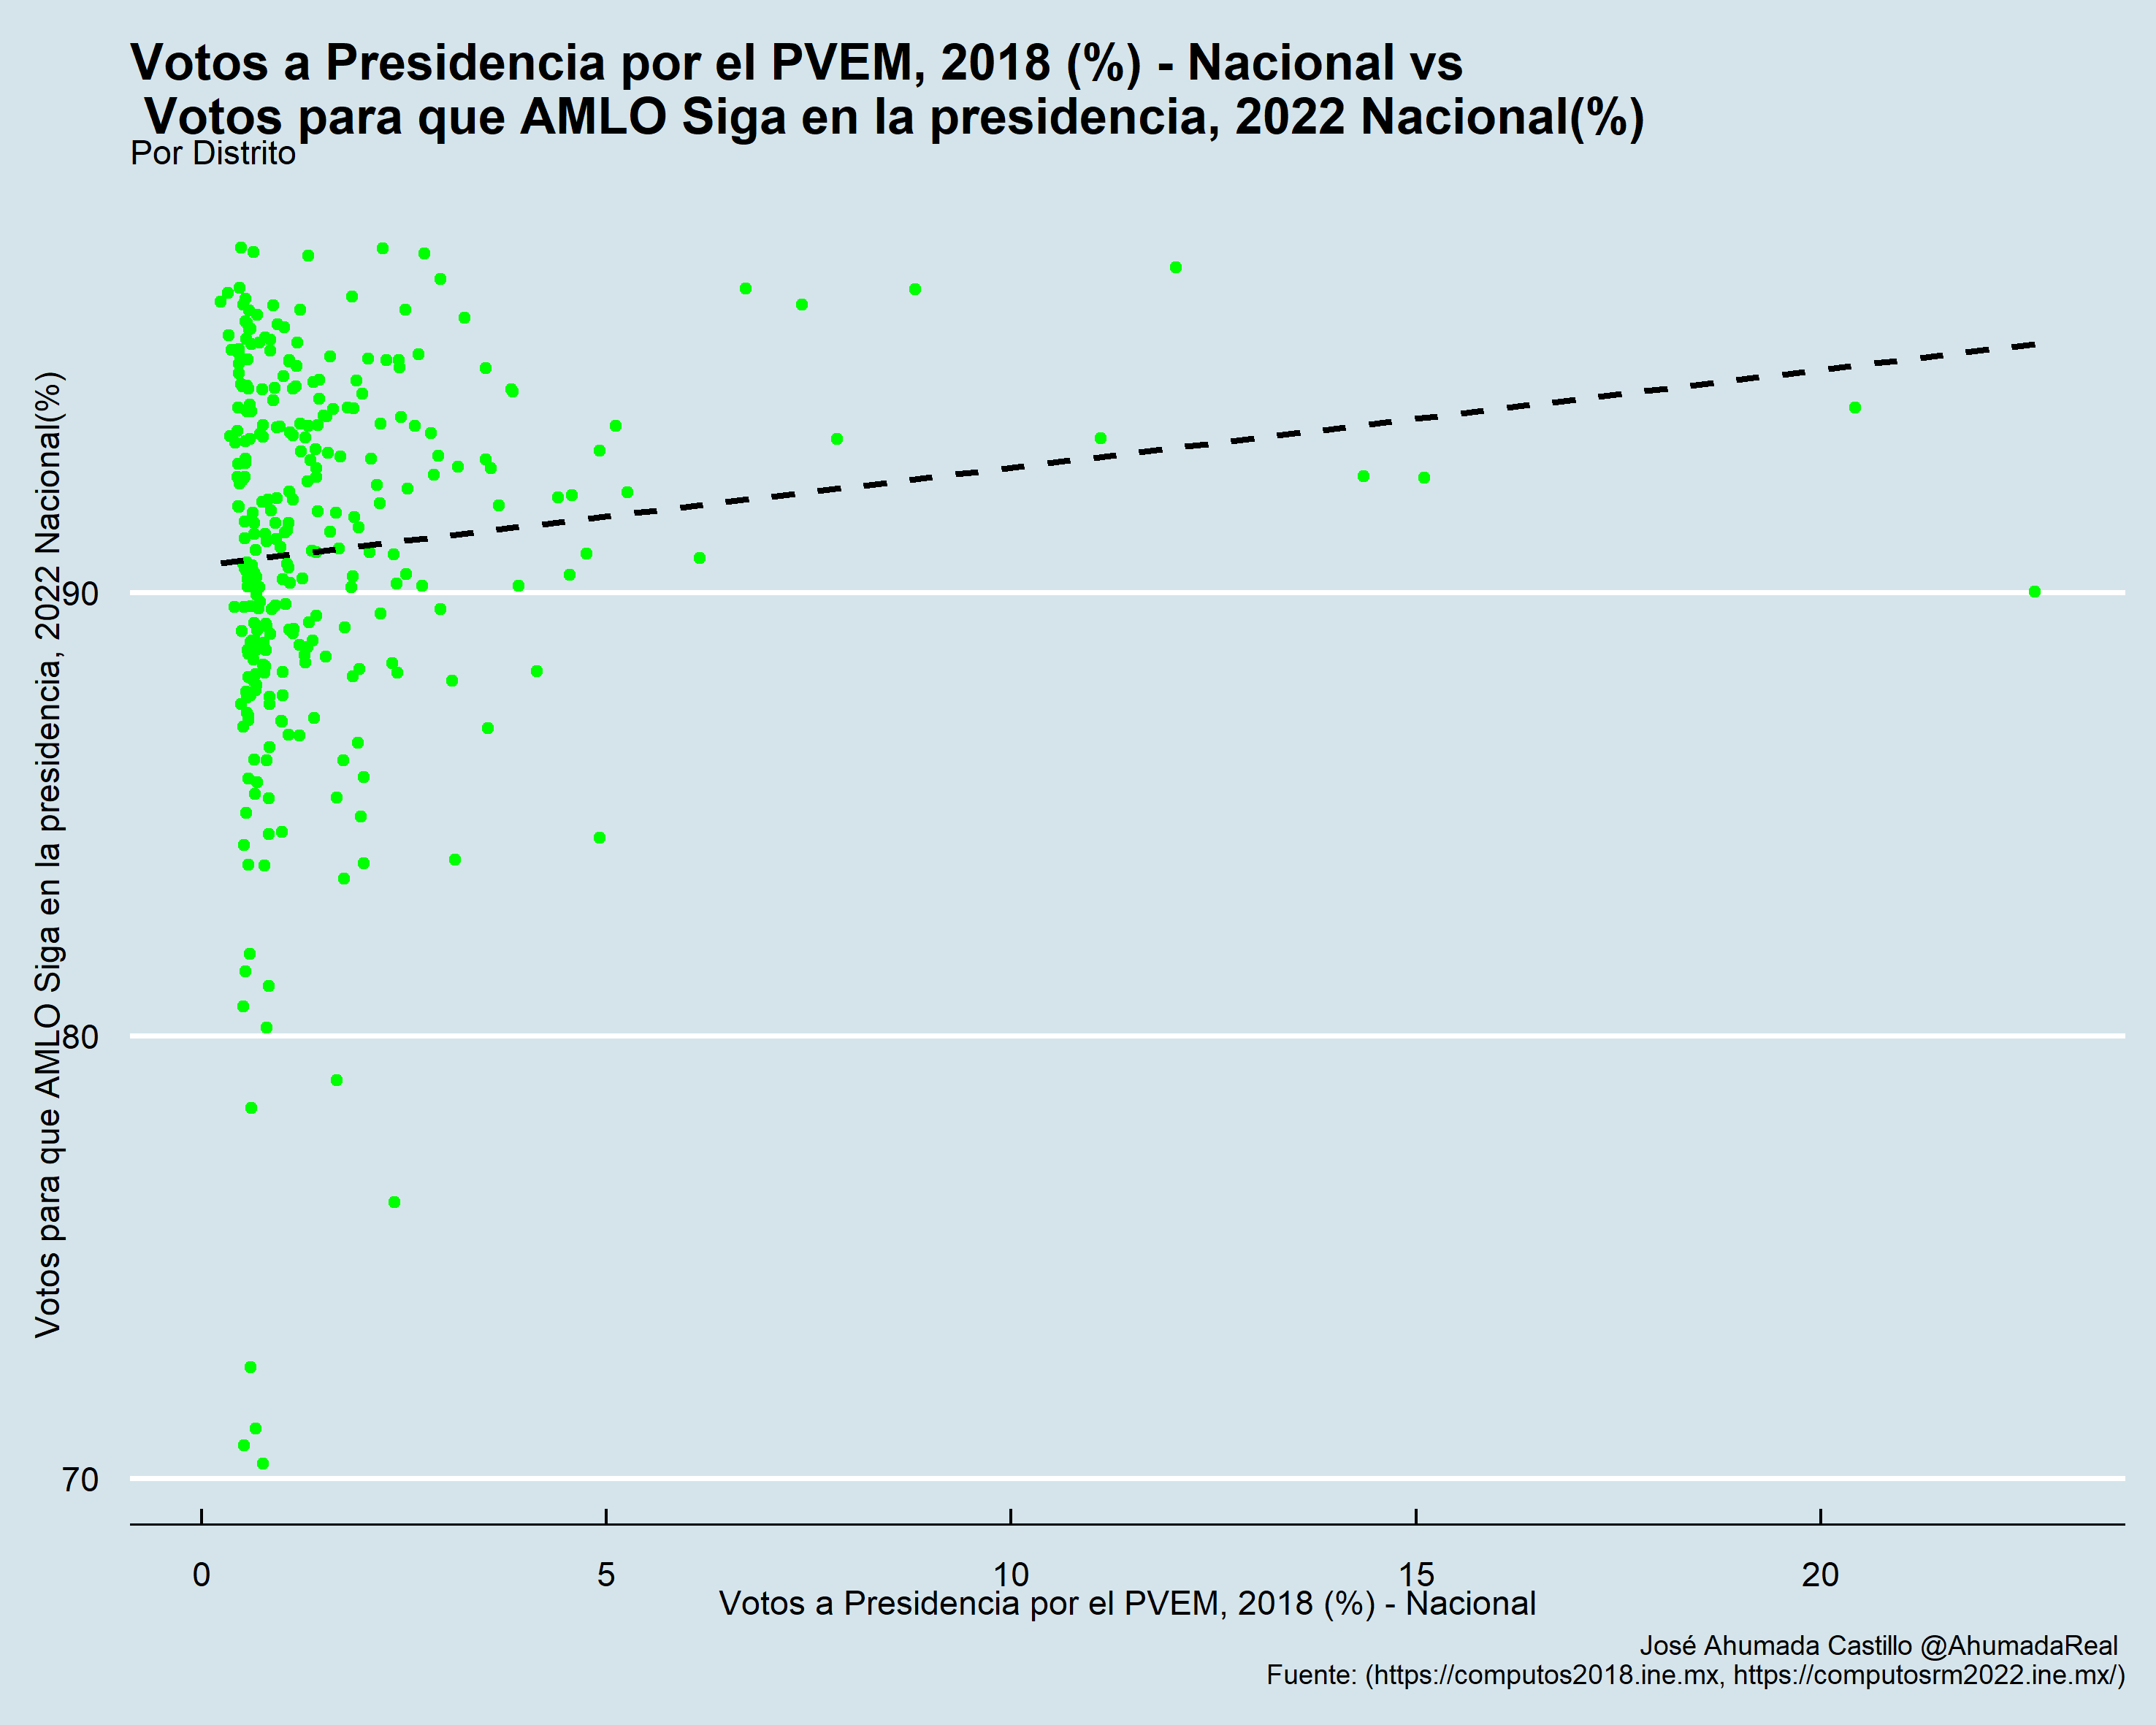 Votos a Presidencia por el PVEM, 2018 (%) - Nacional vs
Votos para que AMLO Siga en la presidencia, 2022 Nacional(%)
Por Distrito
Votos para que AMLO Siga en la presidencia, 2022 Nacional(%)
90
80
70
0 5 10 15 20
Votos a Presidencia por el PVEM, 2018 (%) - Nacional
José Ahumada Castillo @AhumadaReal
Fuente: (https://computos2018.ine.mx, https://computosrm2022.ine.mx/)